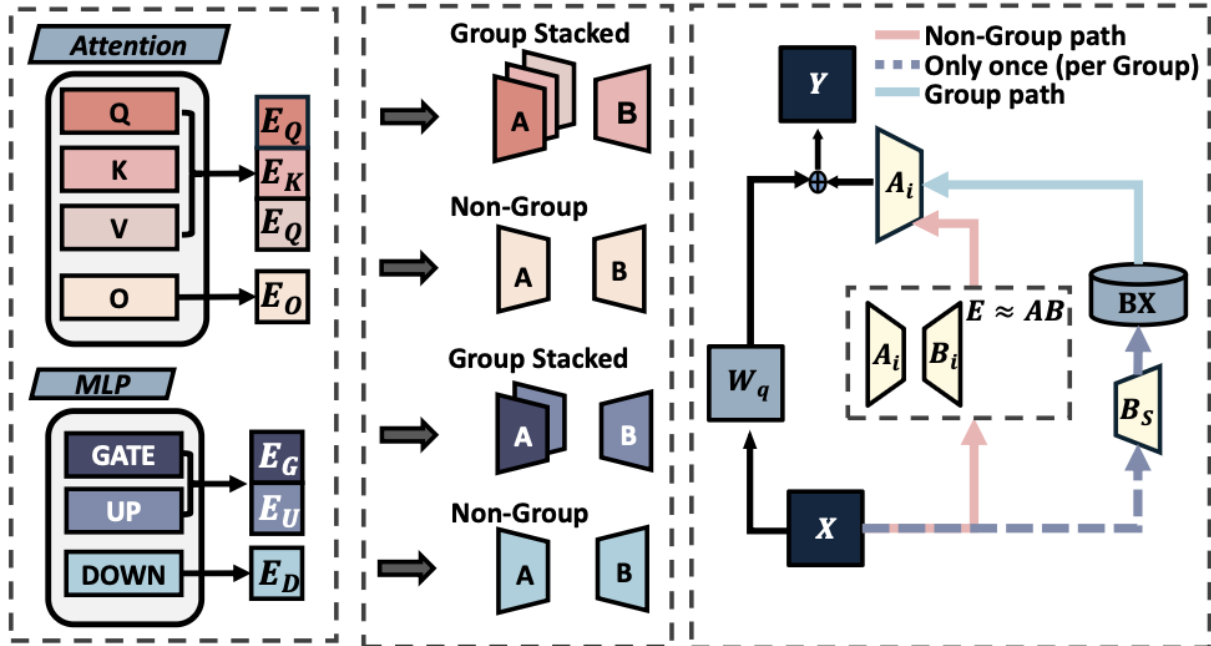 Attention
Q
K
V
O
E_Q
E_K
E_Q
E_O
MLP
GATE
UP
DOWN
E_G
E_U
E_D
Group Stacked
A
B
Non-Group
A
B
Group Stacked
A
B
Non-Group
A
B
Non-Group path
Only once (per Group)
Group path
Y
A_i
E ≈ AB
A_i
B_i
BX
W_q
B_S
X